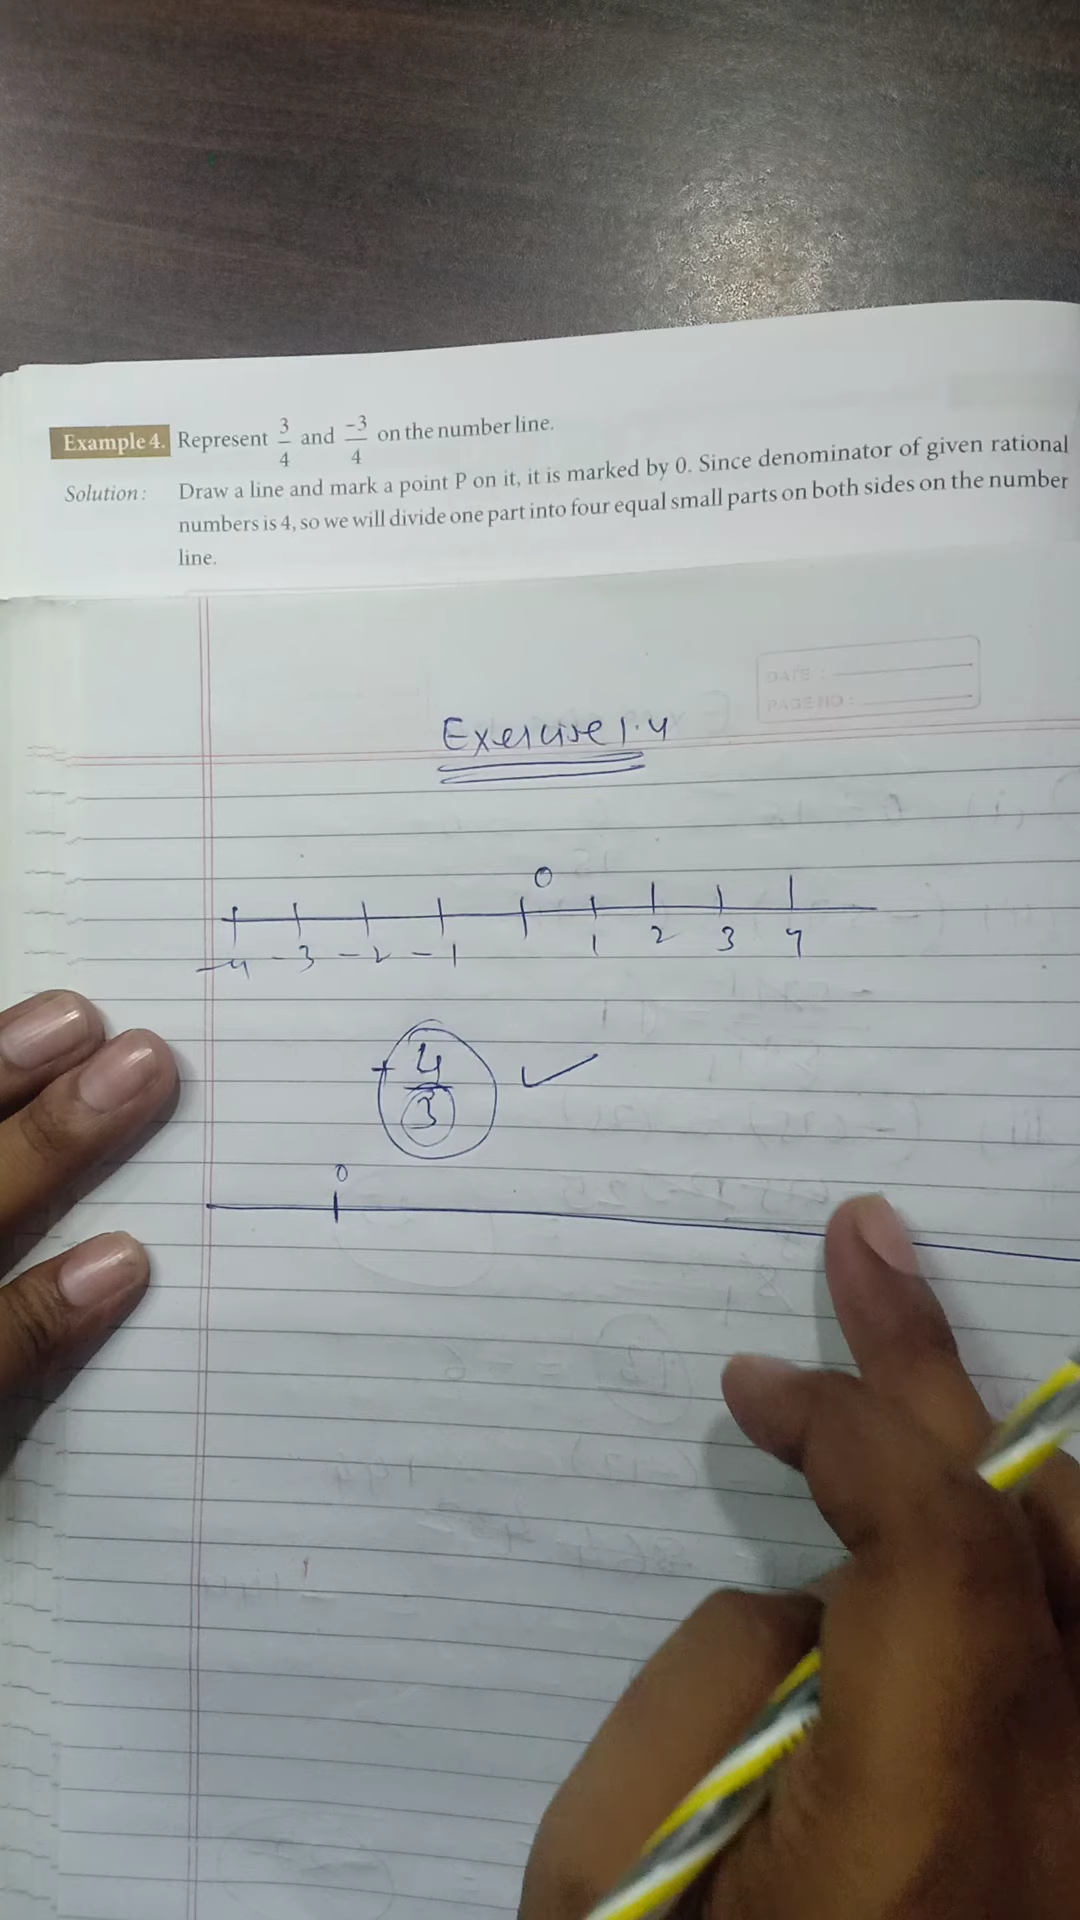 Example 4. Represent 3/4 and -3/4 on the number line.
Solution: Draw a line and mark a point P on it, it is marked by 0. Since denominator of given rational
numbers is 4, so we will divide one part into four equal small parts on both sides on the number
line.
DATE :
PAGE NO :
Exercise 1.4
0
-4 -3 -2 -1 1 2 3 4
+4/3
0